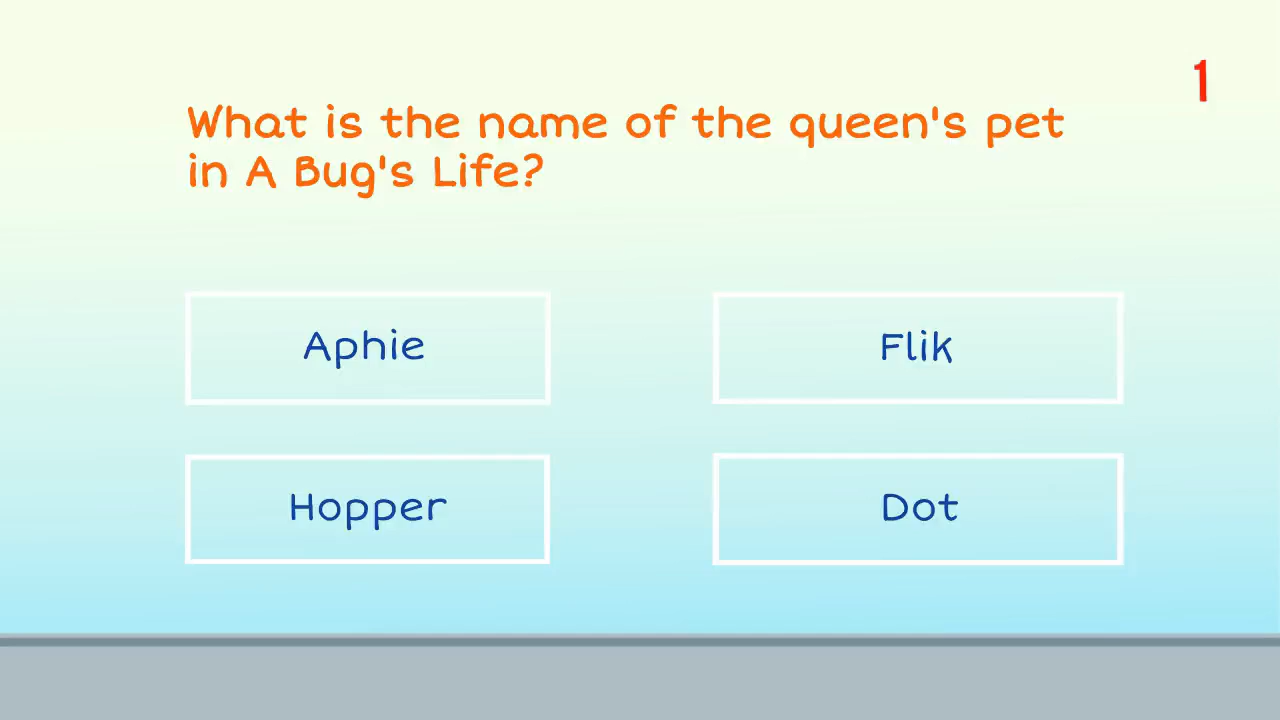 1
What is the name of the queen's pet
in A Bug's Life?
Aphie
Flik
Hopper
Dot